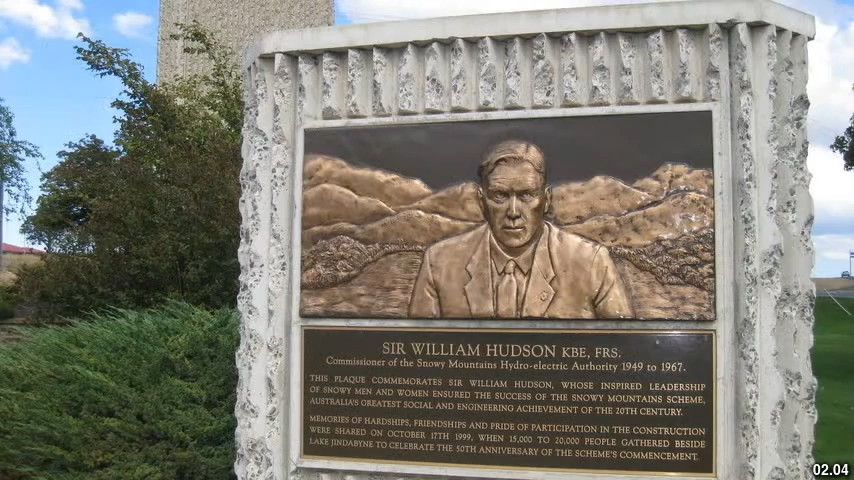 SIR WILLIAM HUDSON KBE, FRS.
Commissioner of the Snowy Mountains Hydro-electric Authority 1949 to 1967.
THIS PLAQUE COMMEMORATES SIR WILLIAM HUDSON, WHOSE INSPIRED LEADERSHIP
OF SNOWY MEN AND WOMEN ENSURED THE SUCCESS OF THE SNOWY MOUNTAINS SCHEME,
AUSTRALIA'S GREATEST SOCIAL AND ENGINEERING ACHIEVEMENT OF THE 20TH CENTURY.
MEMORIES OF HARDSHIPS, FRIENDSHIPS AND PRIDE OF PARTICIPATION IN THE CONSTRUCTION
WERE SHARED ON OCTOBER 17TH 1999, WHEN 15,000 TO 20,000 PEOPLE GATHERED BESIDE
LAKE JINDABYNE TO CELEBRATE THE 50TH ANNIVERSARY OF THE SCHEME'S COMMENCEMENT.
02.04